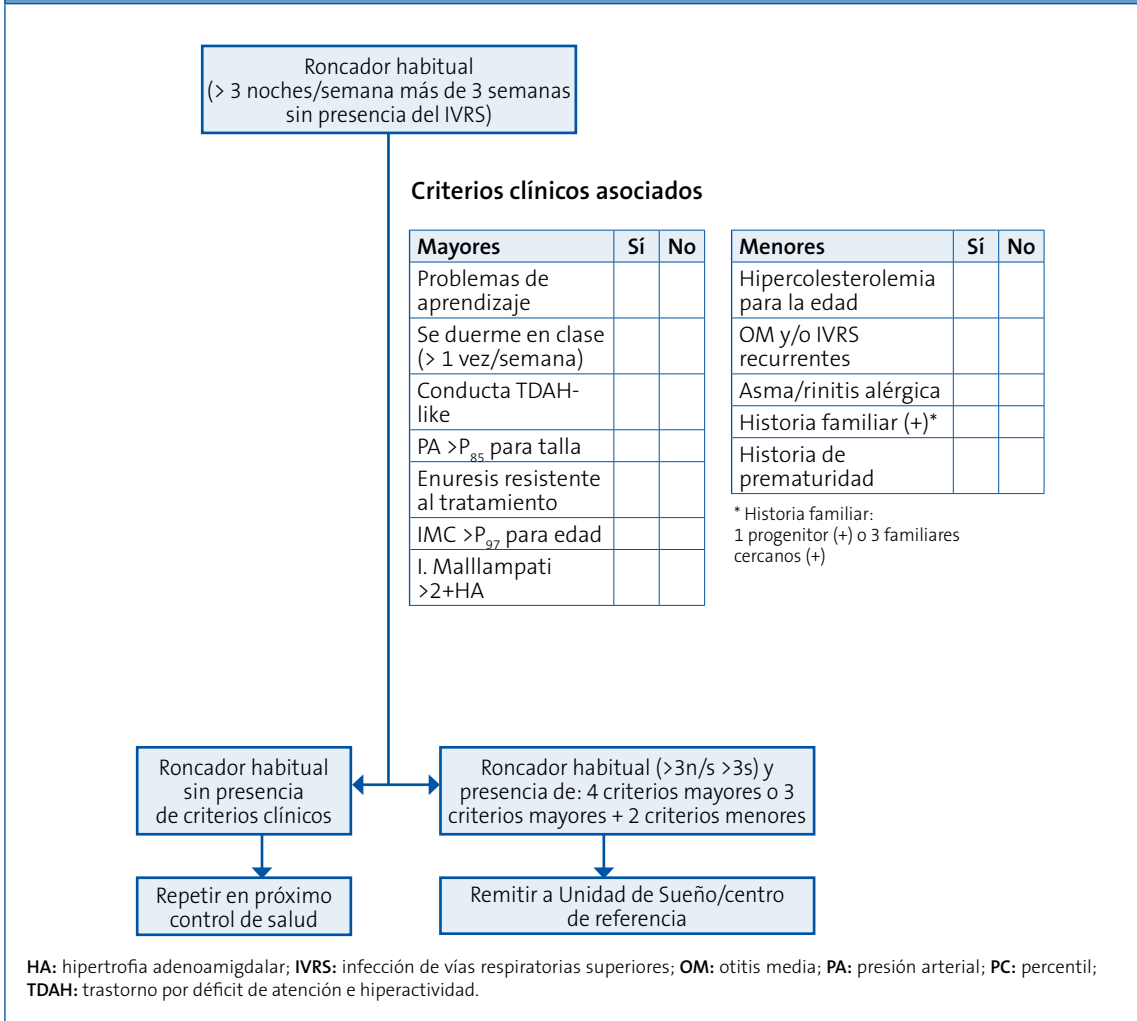 Roncador habitual
(> 3 noches/semana más de 3 semanas
sin presencia del IVRS)
Criterios clínicos asociados
Mayores Sí No
Problemas de
aprendizaje
Se duerme en clase
(> 1 vez/semana)
Conducta TDAH-
like
PA >P85 para talla
Enuresis resistente
al tratamiento
IMC >P97 para edad
I. Malllampati
>2+HA
Menores Sí No
Hipercolesterolemia
para la edad
OM y/o IVRS
recurrentes
Asma/rinitis alérgica
Historia familiar (+)*
Historia de
prematuridad
* Historia familiar:
1 progenitor (+) o 3 familiares
cercanos (+)
Roncador habitual
sin presencia
de criterios clínicos
Roncador habitual (>3n/s >3s) y
presencia de: 4 criterios mayores o 3
criterios mayores + 2 criterios menores
Repetir en próximo
control de salud
Remitir a Unidad de Sueño/centro
de referencia
HA: hipertrofia adenoamigdalar; IVRS: infección de vías respiratorias superiores; OM: otitis media; PA: presión arterial; PC: percentil;
TDAH: trastorno por déficit de atención e hiperactividad.